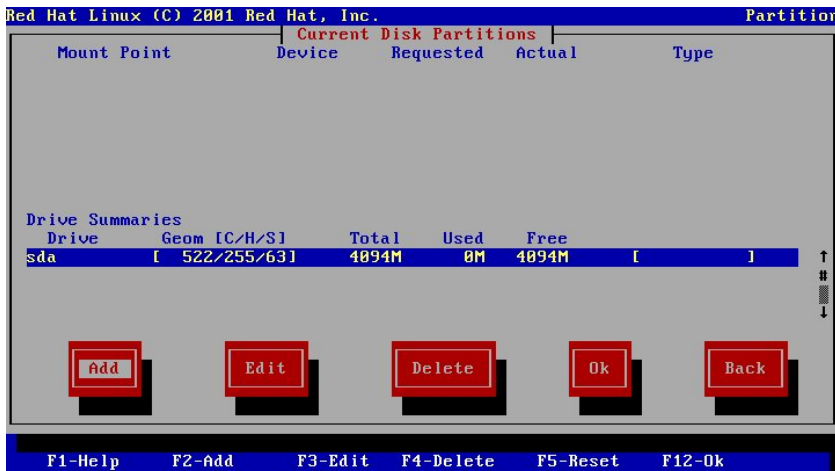 Red Hat Linux (C) 2001 Red Hat, Inc. Partition
Current Disk Partitions
Mount Point Device Requested Actual Type
Drive Summaries
Drive Geom [C/H/S] Total Used Free
sda [ 522/255/63] 4094M 0M 4094M [ ]
#
Add Edit Delete Ok Back
F1-Help F2-Add F3-Edit F4-Delete F5-Reset F12-Ok